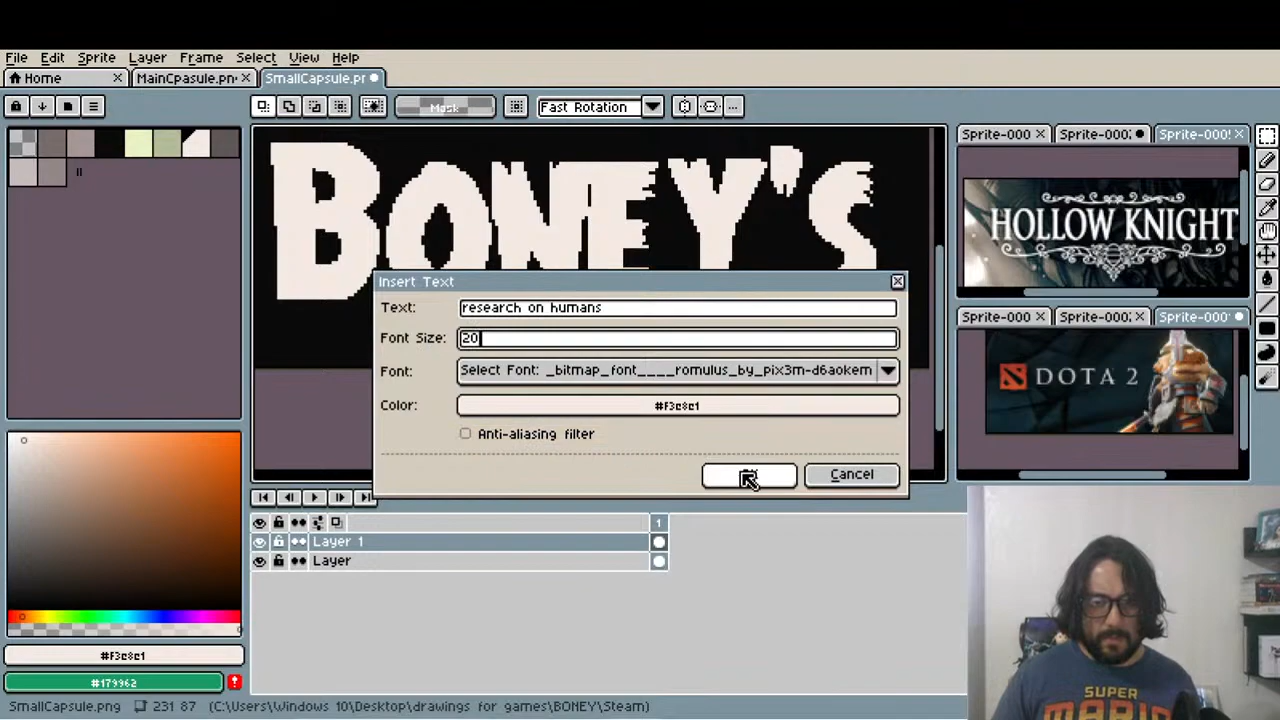 File Edit Sprite Layer Frame Select View Help
Home MainCpasule.pn SmallCapsule.pr
Mask Fast Rotation
Sprite-000 Sprite-000 Sprite-000
BONEY'S
HOLLOW KNIGHT
Insert Text
Text: research on humans
Font Size: 20
Font: Select Font: _bitmap_font____romulus_by_pix3m-d6aokem
Color: #f3e8e1
Anti-aliasing filter
Cancel
Sprite-000 Sprite-000 Sprite-000
DOTA 2
1
Layer 1
Layer
#f3e8e1
#179962
SmallCapsule.png 231 87 (C:\Users\Windows 10\Desktop\drawings for games\BONEY\Steam)
SUPER
MARIO